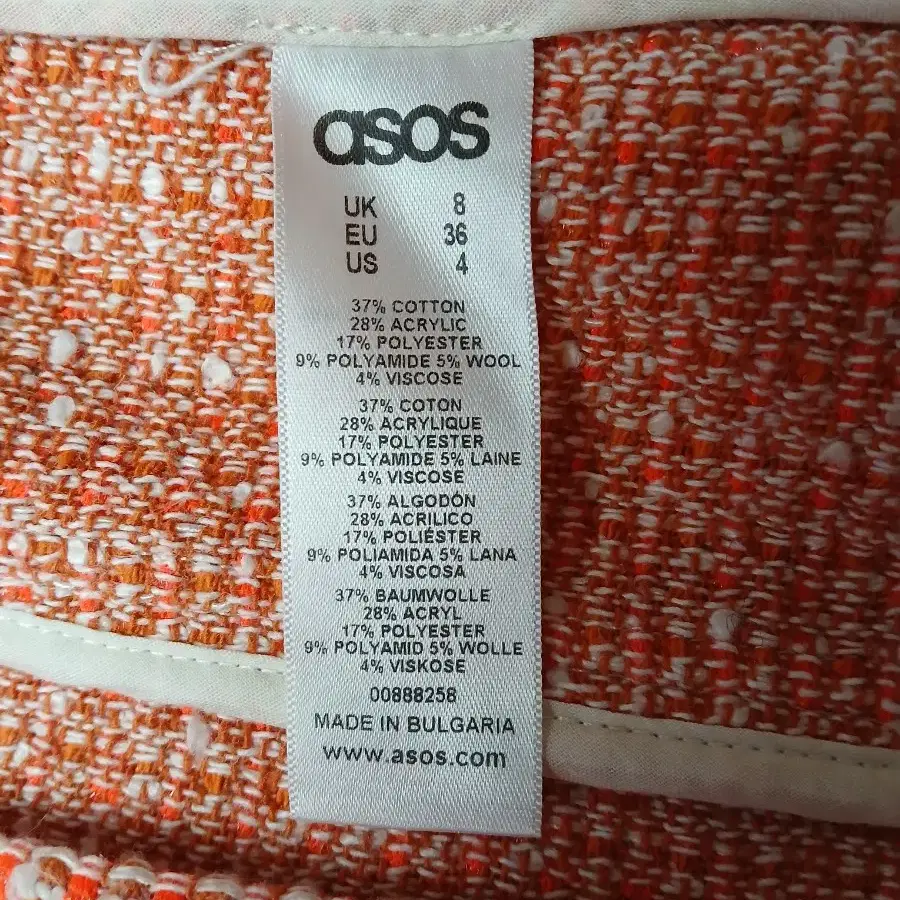 asos
UK 8
EU 36
US 4
37% COTTON
28% ACRYLIC
17% POLYESTER
9% POLYAMIDE 5% WOOL
4% VISCOSE
37% COTON
28% ACRYLIQUE
17% POLYESTER
9% POLYAMIDE 5% LAINE
4% VISCOSE
37% ALGODÓN
28% ACRILICO
17% POLIÉSTER
9% POLIAMIDA 5% LANA
4% VISCOSA
37% BAUMWOLLE
28% ACRYL
17% POLYESTER
9% POLYAMID 5% WOLLE
4% VISKOSE
00888258
MADE IN BULGARIA
www.asos.com